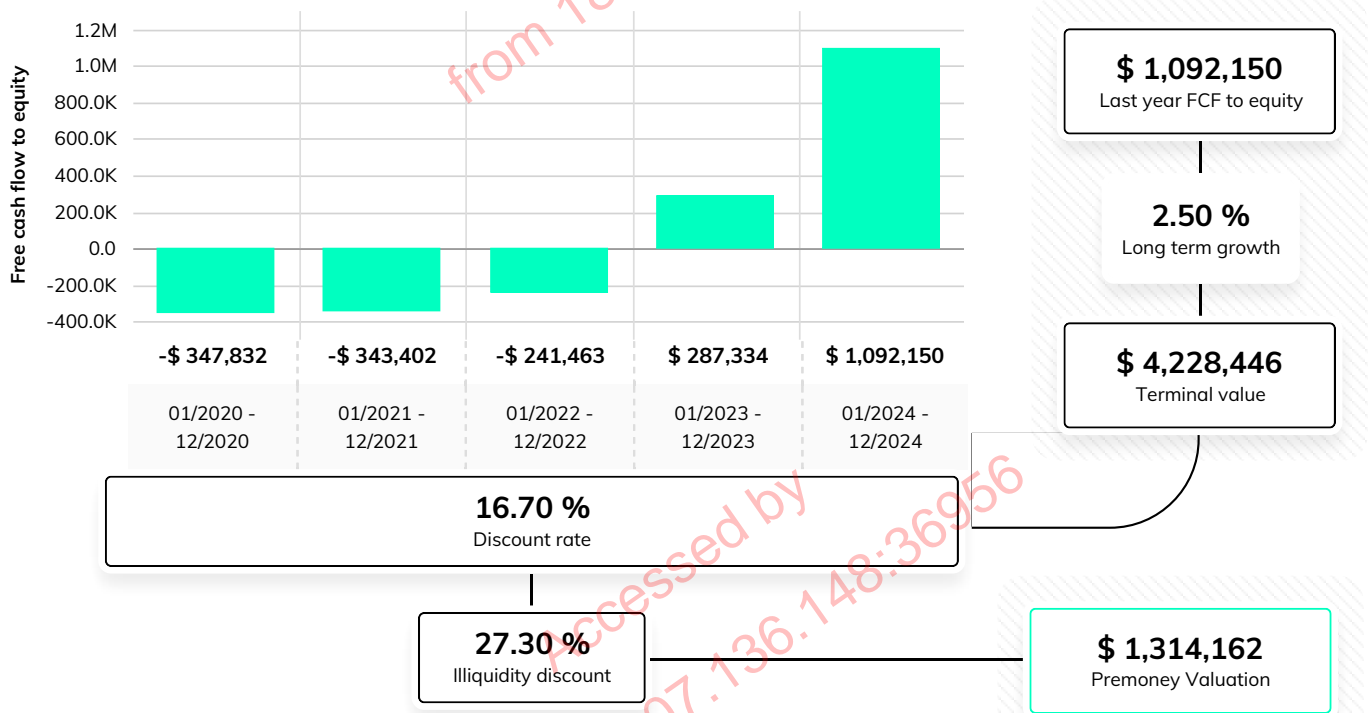 Free cash flow to equity
1.2M
1.0M
800.0K
600.0K
400.0K
200.0K
0.0
-200.0K
-400.0K
-$ 347,832
-$ 343,402
-$ 241,463
$ 287,334
$ 1,092,150
01/2020 -
12/2020
01/2021 -
12/2021
01/2022 -
12/2022
01/2023 -
12/2023
01/2024 -
12/2024
$ 1,092,150
Last year FCF to equity
2.50 %
Long term growth
$ 4,228,446
Terminal value
16.70 %
Discount rate
27.30 %
Illiquidity discount
$ 1,314,162
Premoney Valuation
Accessed by
from